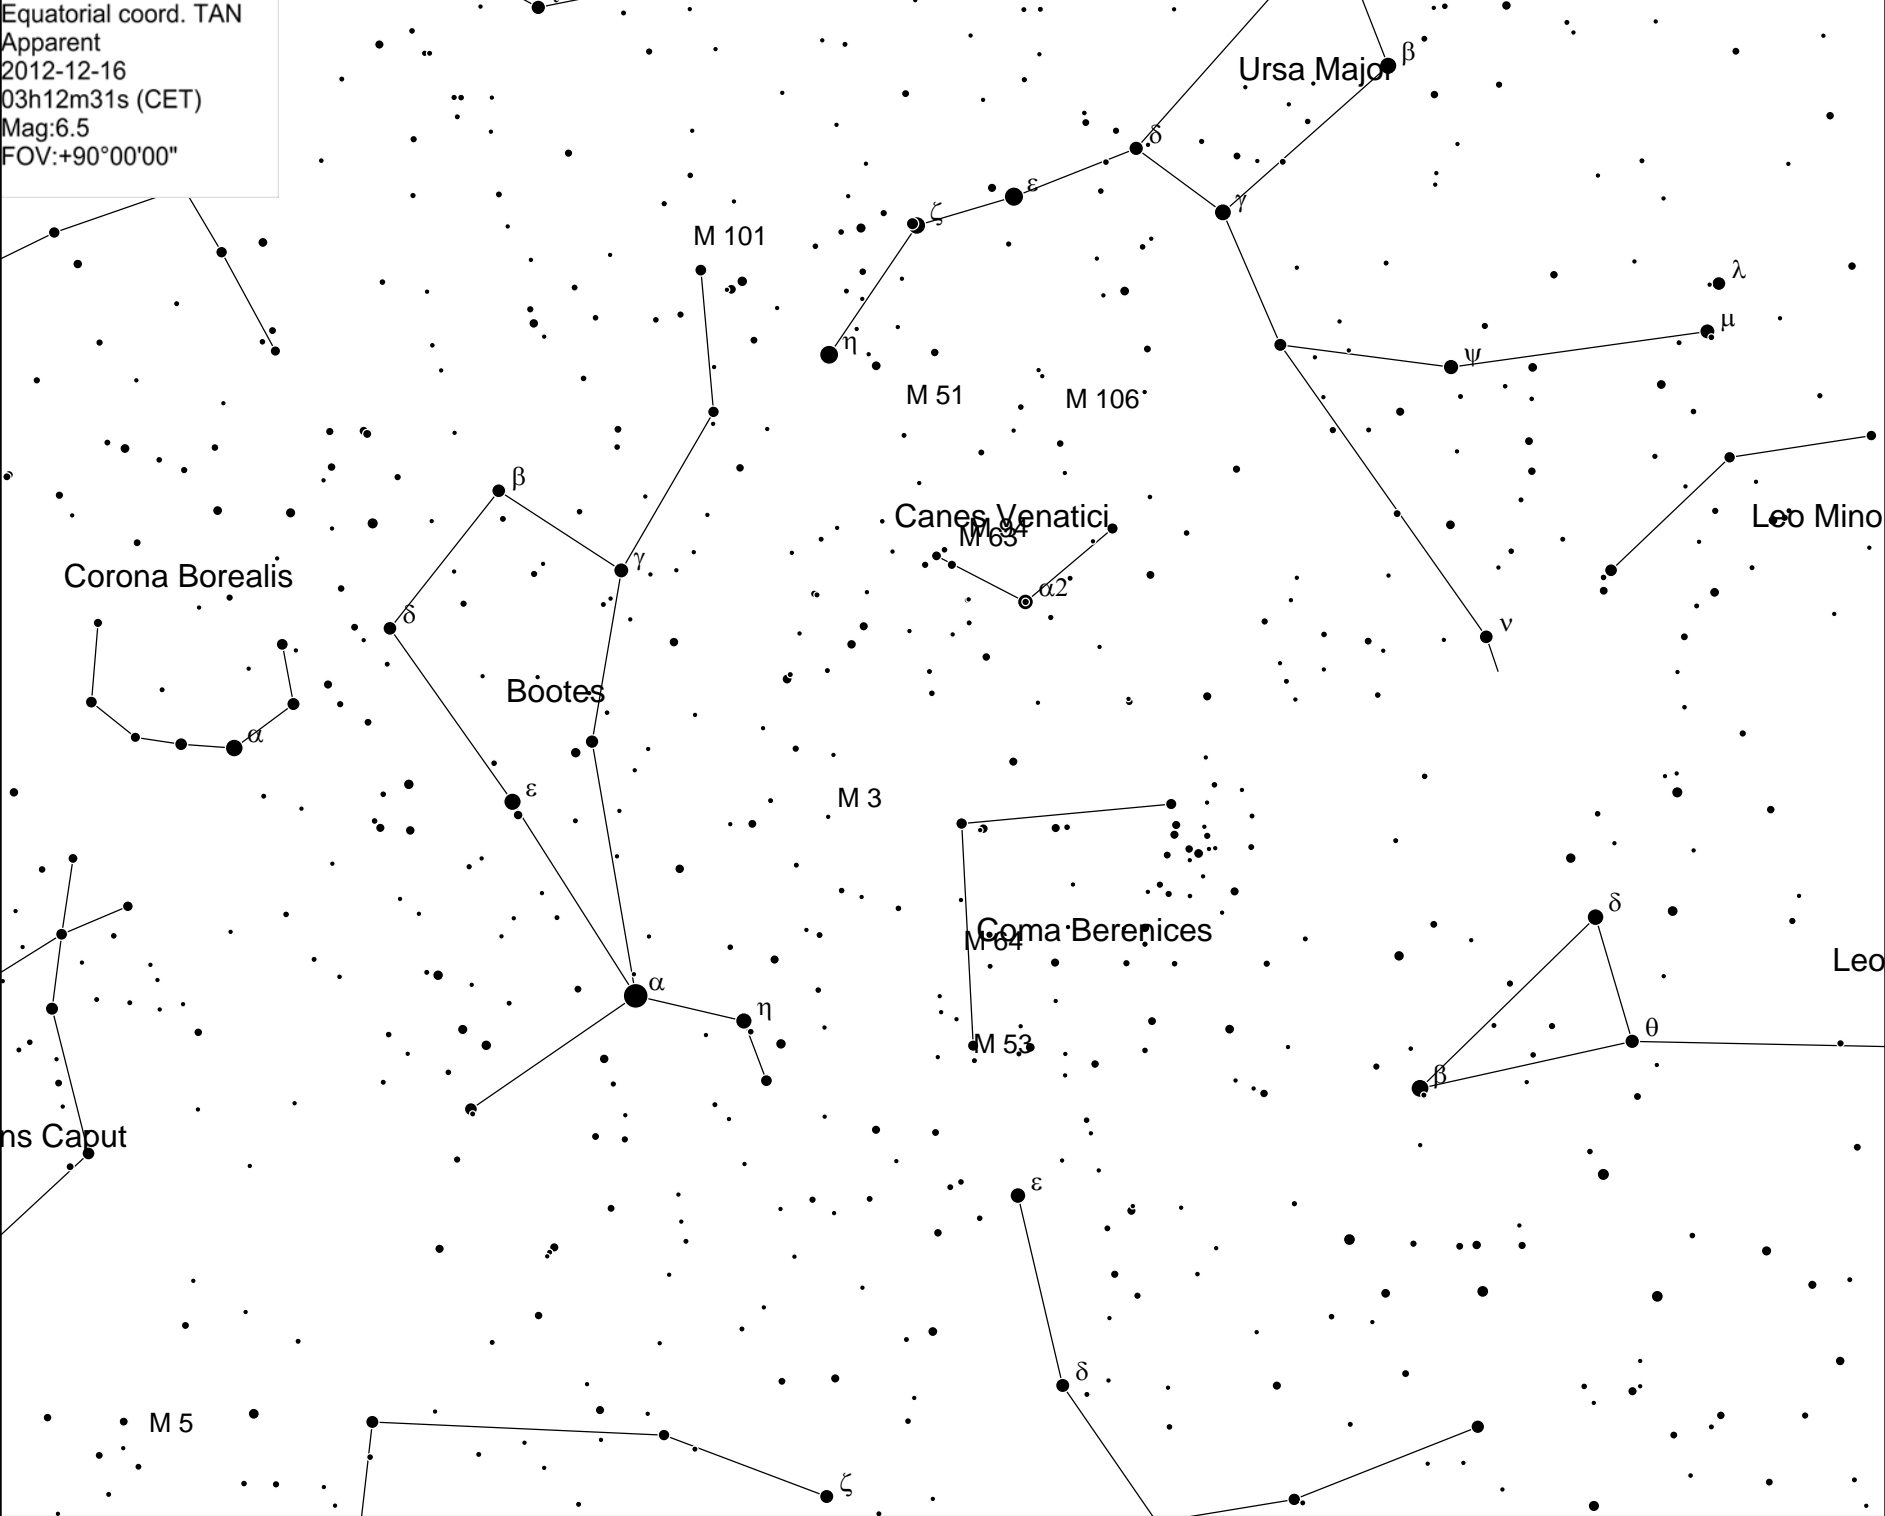 Equatorial coord. TAN
Apparent
2012-12-16
03h12m31s (CET)
Mag:6.5
FOV:+90°00'00"
Ursa Major
β
δ
ε
γ
ζ
M 101
λ
μ
η
ψ
M 51
M 106
β
Canes Venatici
Leo Mino
M 94
M 63
γ
Corona Borealis
α2
δ
ν
Bootes
α
ε
M 3
δ
Coma Berenices
M 64
Leo
α
η
θ
M 53
β
ns Caput
ε
δ
M 5
ζ